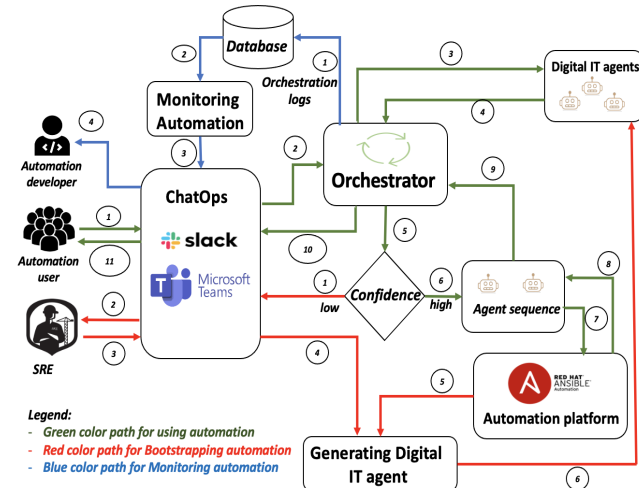 Database
2
1
3
Digital IT agents
Orchestration
logs
Monitoring
Automation
4
4
3
2
Automation
developer
ChatOps
Orchestrator
9
1
slack
10
5
8
Automation
user
11
Microsoft
Teams
T
1
low
Confidence
6
high
Agent sequence
7
2
3
SRE
4
5
RED HAT
ANSIBLE
Automation
A
Automation platform
Legend:
- Green color path for using automation
- Red color path for Bootstrapping automation
- Blue color path for Monitoring automation
Generating Digital
IT agent
6